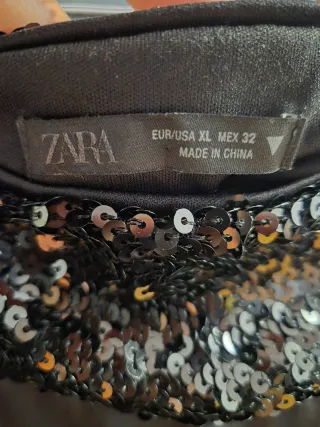 ZARA
EUR/USA XL MEX 32
MADE IN CHINA